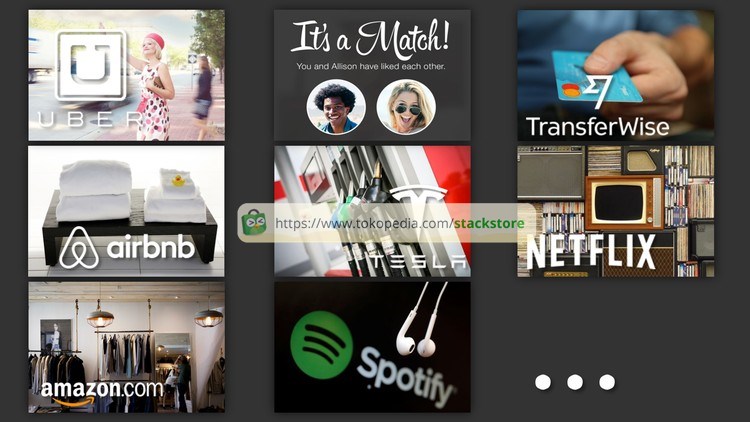 UBER
It's a Match!
You and Allison have liked each other.
TransferWise
airbnb
TESLA
https://www.tokopedia.com/stackstore
NETFLIX
amazon.com
Spotify